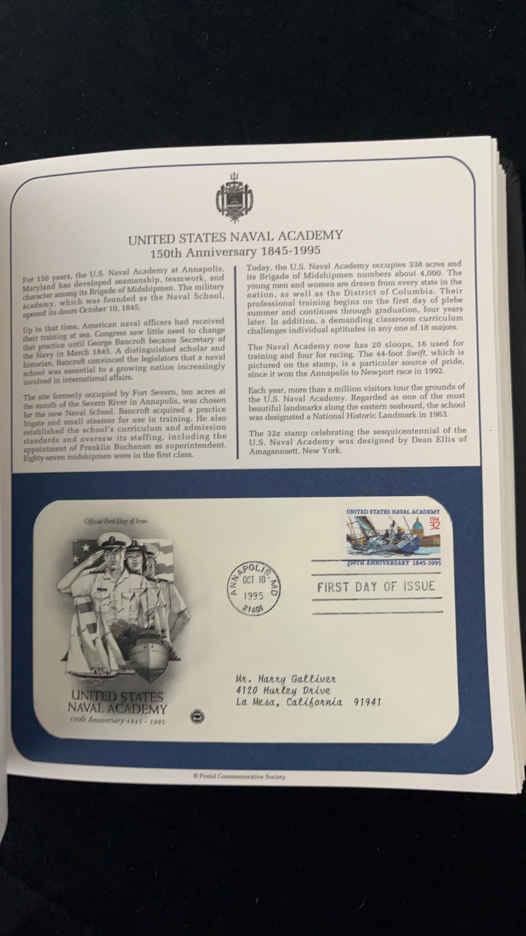 UNITED STATES NAVAL ACADEMY
150th Anniversary 1845-1995
For 150 years, the U.S. Naval Academy at Annapolis,
Maryland has developed seamanship, teamwork, and
character among its Brigade of Midshipmen. The military
academy, which was founded as the Naval School,
opened its doors October 10, 1845.
Up to that time, American naval officers had received
their training at sea. Congress saw little need to change
that practice until George Bancroft became Secretary of
the Navy in March 1845. A distinguished scholar and
historian, Bancroft convinced the legislators that a naval
school was essential to a growing nation increasingly
involved in international affairs.
The site formerly occupied by Fort Severn, ten acres at
the mouth of the Severn River in Annapolis, was chosen
for the new Naval School. Bancroft acquired a practice
frigate and small steamer for use in training. He also
established the school's curriculum and admission
standards and oversaw its staffing, including the
appointment of Franklin Buchanan as superintendent.
Eighty-seven midshipmen were in the first class.
Today, the U.S. Naval Academy occupies 338 acres and
its Brigade of Midshipmen numbers about 4,000. The
young men and women are drawn from every state in the
nation, as well as the District of Columbia. Their
professional training begins on the first day of plebe
summer and continues through graduation, four years
later. In addition, a demanding classroom curriculum
challenges individual aptitudes in any one of 18 majors.
The Naval Academy now has 20 sloops, 16 used for
training and four for racing. The 44-foot Swift, which is
pictured on the stamp, is a particular source of pride,
since it won the Annapolis to Newport race in 1992.
Each year, more than a million visitors tour the grounds of
the U.S. Naval Academy. Regarded as one of the most
beautiful landmarks along the eastern seaboard, the school
was designated a National Historic Landmark in 1963.
The 32¢ stamp celebrating the sesquicentennial of the
U.S. Naval Academy was designed by Dean Ellis of
Amagansett, New York.
Official First Day of Issue
UNITED STATES
NAVAL ACADEMY
150th Anniversary 1845 - 1995
ANNAPOLIS, MD
OCT 10
1995
21401
UNITED STATES NAVAL ACADEMY
USA
32
150TH ANNIVERSARY 1845-1995
FIRST DAY OF ISSUE
Mr. Harry Galliver
4120 Hurley Drive
La Mesa, California 91941
© Postal Commemorative Society